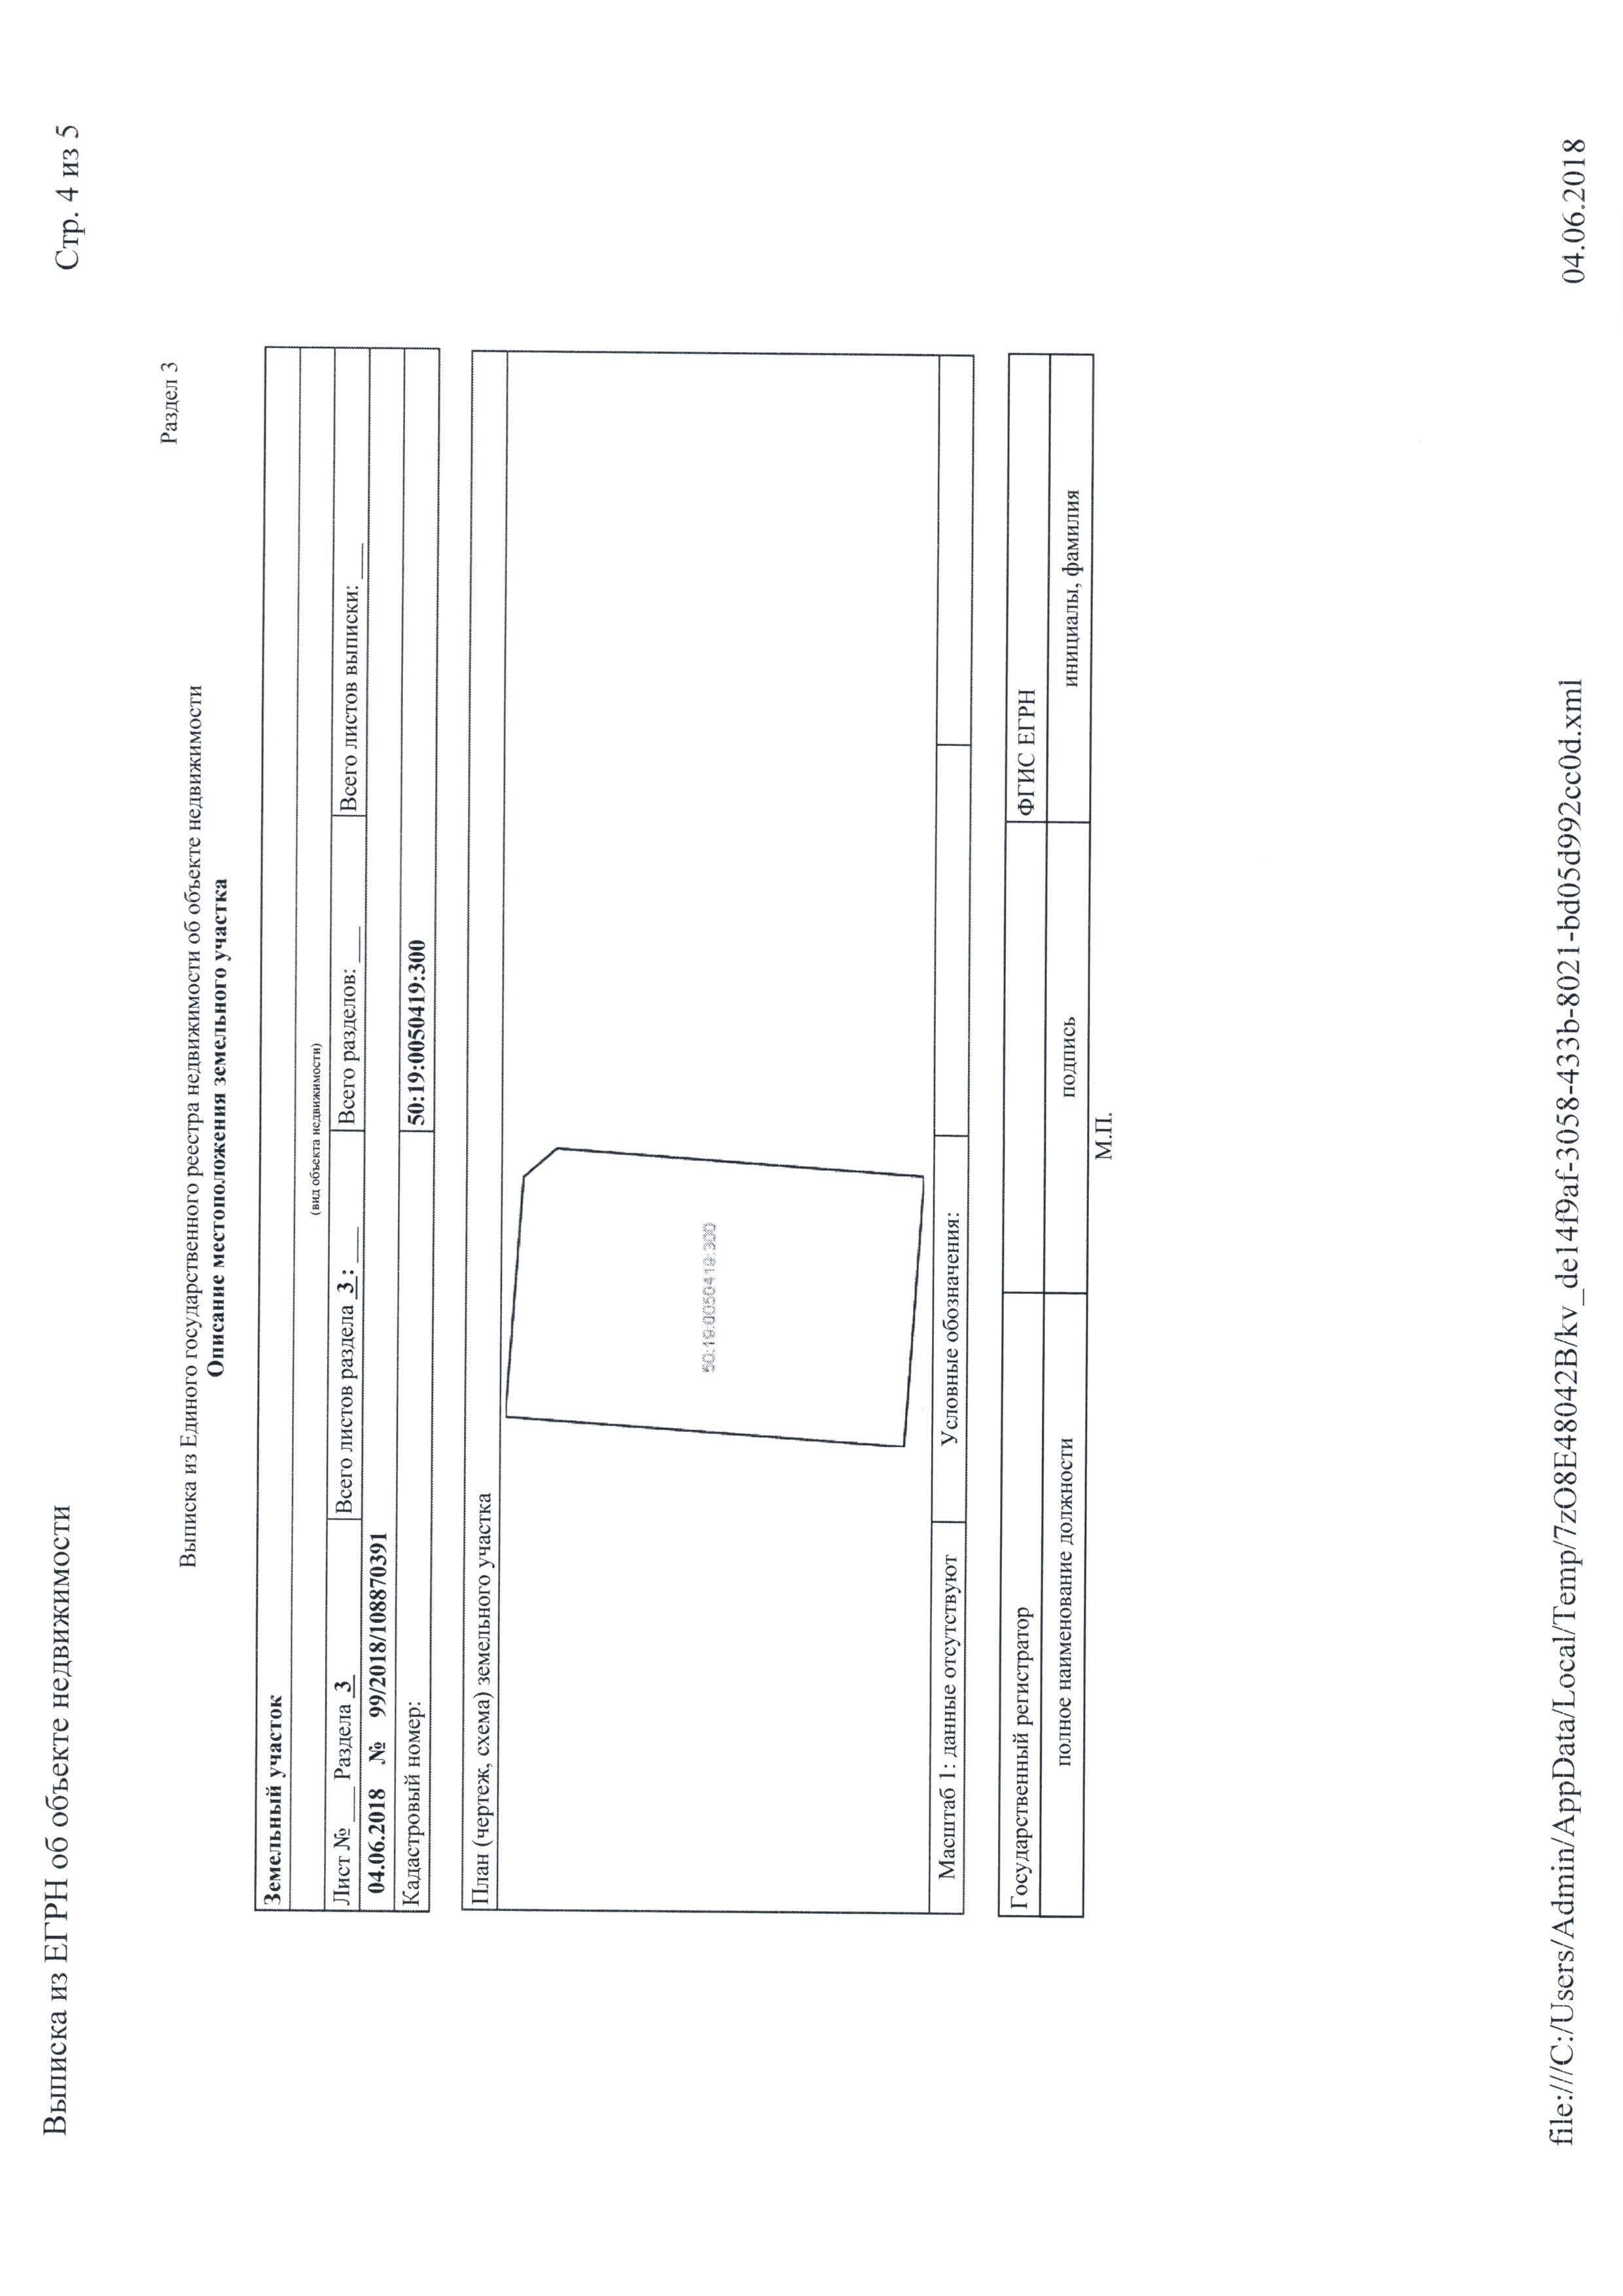 Выписка из ЕГРН об объекте недвижимости
Стр. 4 из 5
Раздел 3
Выписка из Единого государственного реестра недвижимости об объекте недвижимости
Описание местоположения земельного участка
Земельный участок
(вид объекта недвижимости)
Лист № ___ Раздела 3
Всего листов раздела 3 : ___
Всего разделов: ___
Всего листов выписки: ___
04.06.2018 № 99/2018/108870391
Кадастровый номер:
50:19:0050419:300
План (чертеж, схема) земельного участка
50:19:0050419:300
Масштаб 1: данные отсутствуют
Условные обозначения:
Государственный регистратор
ФГИС ЕГРН
полное наименование должности
подпись
инициалы, фамилия
М.П.
file:///C:/Users/Admin/AppData/Local/Temp/7zO8E48042B/kv_de14f9af-3058-433b-8021-bd05d992cc0d.xml
04.06.2018